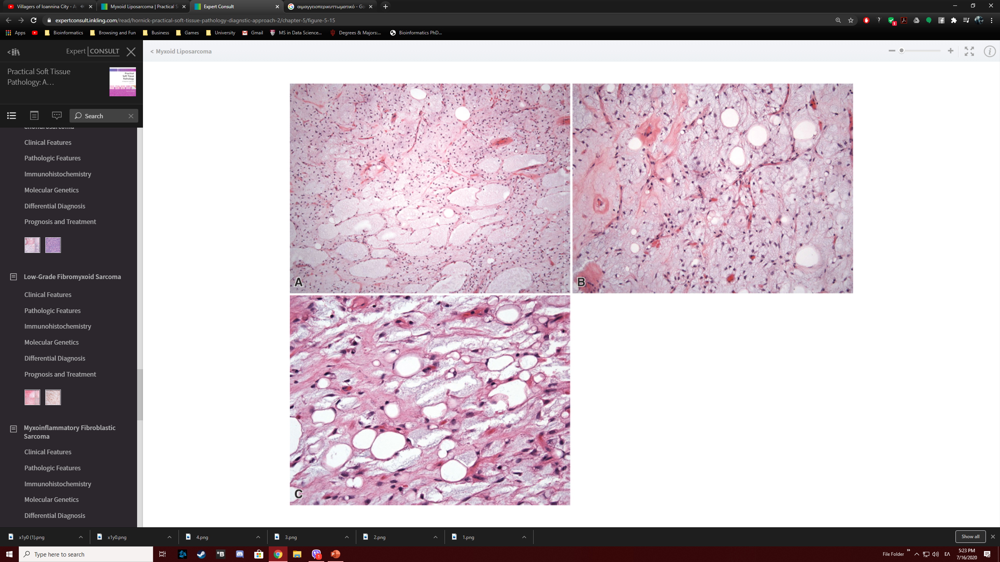 Villagers of Ioannina City - A
Myxoid Liposarcoma | Practical S
Expert Consult
αιμαγγειοπερικυττωματικό - Go
expertconsult.inkling.com/read/hornick-practical-soft-tissue-pathology-diagnstic-approach-2/chapter-5/figure-5-15
Apps
Bioinformatics
Browsing and Fun
Business
Games
University
Gmail
MS in Data Science...
Degrees & Majors:...
Bioinformatics PhD...
Expert CONSULT
< Myxoid Liposarcoma
Practical Soft Tissue
Pathology: A...
Practical
Soft Tissue
Pathology
Search
Chondrosarcoma
Clinical Features
Pathologic Features
Immunohistochemistry
Molecular Genetics
Differential Diagnosis
Prognosis and Treatment
Low-Grade Fibromyxoid Sarcoma
Clinical Features
Pathologic Features
Immunohistochemistry
Molecular Genetics
Differential Diagnosis
Prognosis and Treatment
Myxoinflammatory Fibroblastic
Sarcoma
Clinical Features
Pathologic Features
Immunohistochemistry
Molecular Genetics
Differential Diagnosis
A
B
C
x1y0 (1).png
x1y0.png
4.png
3.png
2.png
1.png
Show all
Type here to search
File Folder
ΕΛ
5:23 PM
7/16/2020